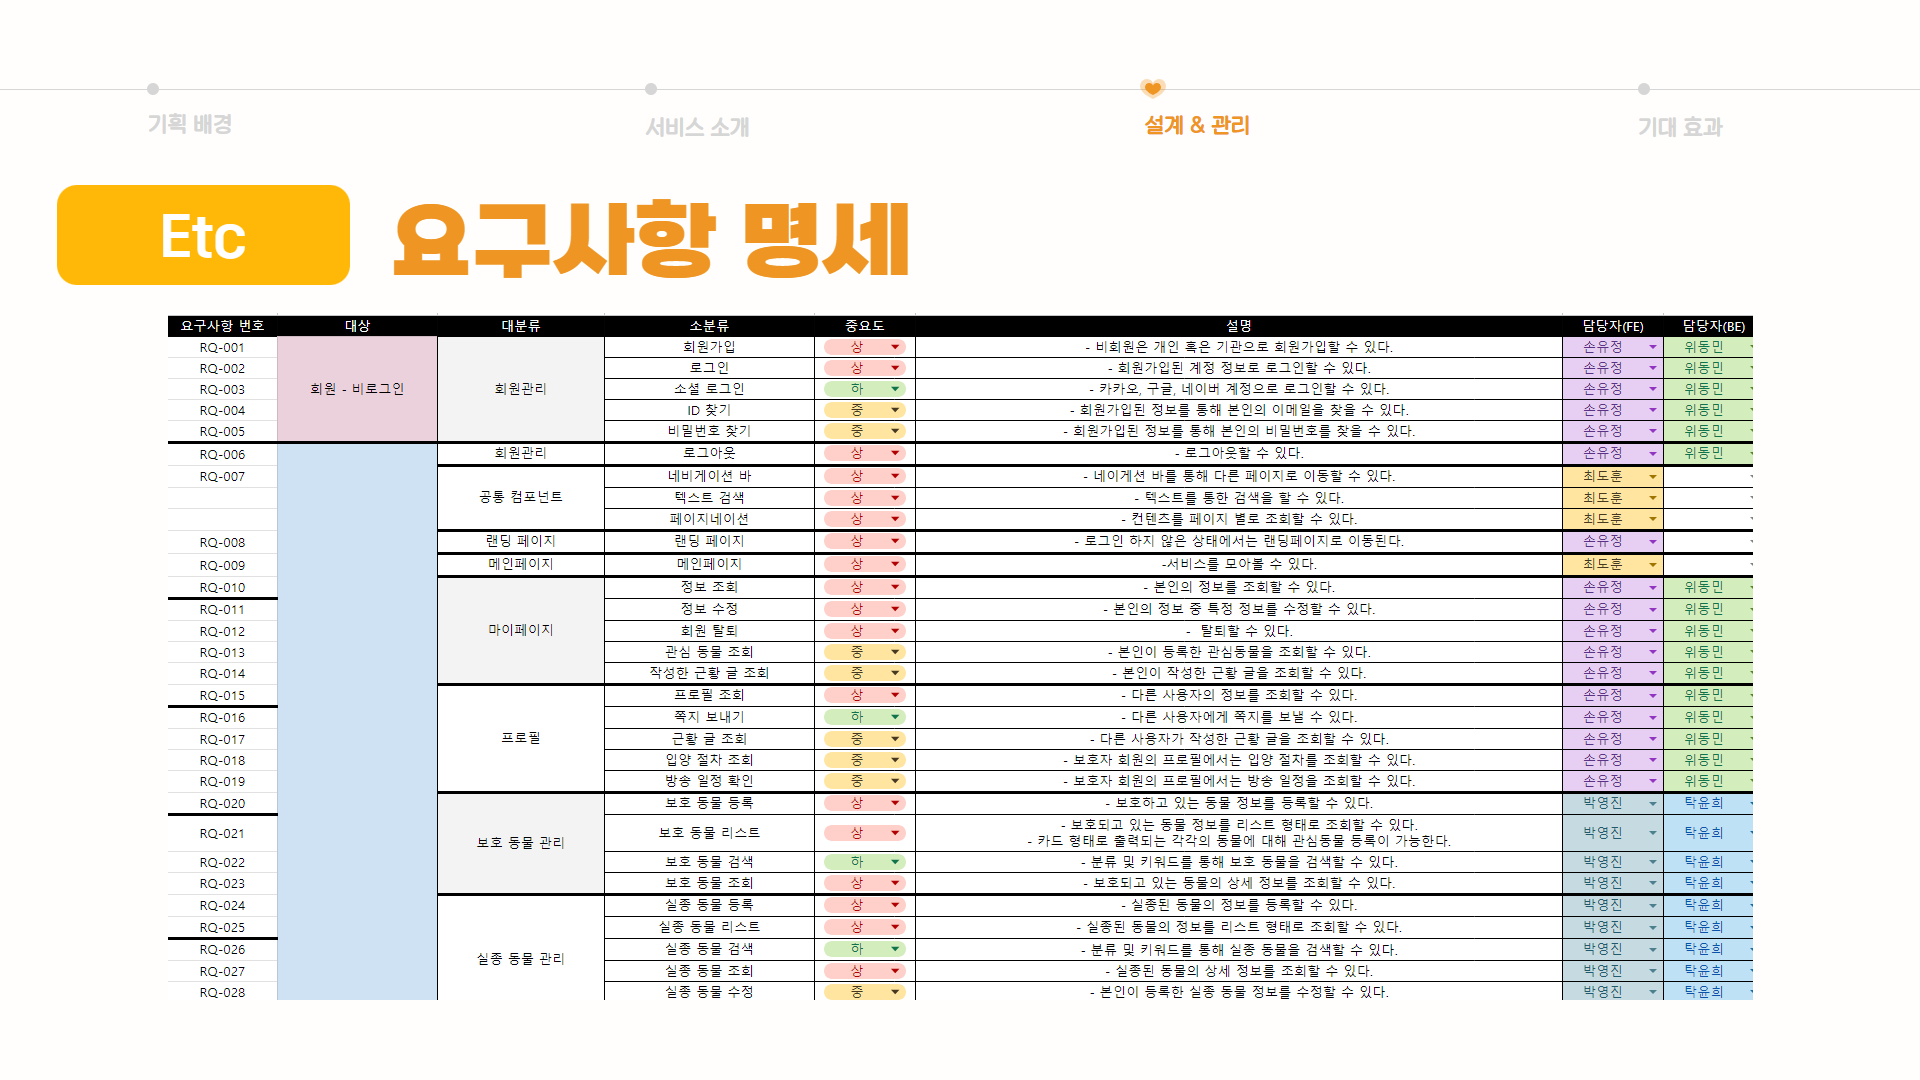 기획 배경
서비스 소개
설계 & 관리
기대 효과
Etc
요구사항 명세
요구사항 번호 대상 대분류 소분류 중요도 설명 담당자(FE) 담당자(BE)
RQ-001 회원 - 비로그인 회원관리 회원가입 상 - 비회원은 개인 혹은 기관으로 회원가입할 수 있다. 손유정 위동민
RQ-002 로그인 상 - 회원가입된 계정 정보로 로그인할 수 있다. 손유정 위동민
RQ-003 소셜 로그인 하 - 카카오, 구글, 네이버 계정으로 로그인할 수 있다. 손유정 위동민
RQ-004 ID 찾기 중 - 회원가입된 정보를 통해 본인의 이메일을 찾을 수 있다. 손유정 위동민
RQ-005 비밀번호 찾기 중 - 회원가입된 정보를 통해 본인의 비밀번호를 찾을 수 있다. 손유정 위동민
RQ-006 회원관리 로그아웃 상 - 로그아웃할 수 있다. 손유정 위동민
RQ-007 공통 컴포넌트 네비게이션 바 상 - 네이게션 바를 통해 다른 페이지로 이동할 수 있다. 최도훈
텍스트 검색 상 - 텍스트를 통한 검색을 할 수 있다. 최도훈
페이지네이션 상 - 컨텐츠를 페이지 별로 조회할 수 있다. 최도훈
RQ-008 랜딩 페이지 랜딩 페이지 상 - 로그인 하지 않은 상태에서는 랜딩페이지로 이동된다. 손유정
RQ-009 메인페이지 메인페이지 상 -서비스를 모아볼 수 있다. 최도훈
RQ-010 마이페이지 정보 조회 상 - 본인의 정보를 조회할 수 있다. 손유정 위동민
RQ-011 정보 수정 상 - 본인의 정보 중 특정 정보를 수정할 수 있다. 손유정 위동민
RQ-012 회원 탈퇴 상 - 탈퇴할 수 있다. 손유정 위동민
RQ-013 관심 동물 조회 중 - 본인이 등록한 관심동물을 조회할 수 있다. 손유정 위동민
RQ-014 작성한 근황 글 조회 중 - 본인이 작성한 근황 글을 조회할 수 있다. 손유정 위동민
RQ-015 프로필 프로필 조회 상 - 다른 사용자의 정보를 조회할 수 있다. 손유정 위동민
RQ-016 쪽지 보내기 하 - 다른 사용자에게 쪽지를 보낼 수 있다. 손유정 위동민
RQ-017 근황 글 조회 중 - 다른 사용자가 작성한 근황 글을 조회할 수 있다. 손유정 위동민
RQ-018 입양 절차 조회 중 - 보호자 회원의 프로필에서는 입양 절차를 조회할 수 있다. 손유정 위동민
RQ-019 방송 일정 확인 중 - 보호자 회원의 프로필에서는 방송 일정을 조회할 수 있다. 손유정 위동민
RQ-020 보호 동물 관리 보호 동물 등록 상 - 보호하고 있는 동물 정보를 등록할 수 있다. 박영진 탁윤희
RQ-021 보호 동물 리스트 상 - 보호되고 있는 동물 정보를 리스트 형태로 조회할 수 있다. 박영진 탁윤희
- 카드 형태로 출력되는 각각의 동물에 대해 관심동물 등록이 가능한다.
RQ-022 보호 동물 검색 하 - 분류 및 키워드를 통해 보호 동물을 검색할 수 있다. 박영진 탁윤희
RQ-023 보호 동물 조회 상 - 보호되고 있는 동물의 상세 정보를 조회할 수 있다. 박영진 탁윤희
RQ-024 실종 동물 관리 실종 동물 등록 상 - 실종된 동물의 정보를 등록할 수 있다. 박영진 탁윤희
RQ-025 실종 동물 리스트 상 - 실종된 동물의 정보를 리스트 형태로 조회할 수 있다. 박영진 탁윤희
RQ-026 실종 동물 검색 하 - 분류 및 키워드를 통해 실종 동물을 검색할 수 있다. 박영진 탁윤희
RQ-027 실종 동물 조회 상 - 실종된 동물의 상세 정보를 조회할 수 있다. 박영진 탁윤희
RQ-028 실종 동물 수정 중 - 본인이 등록한 실종 동물 정보를 수정할 수 있다. 박영진 탁윤희